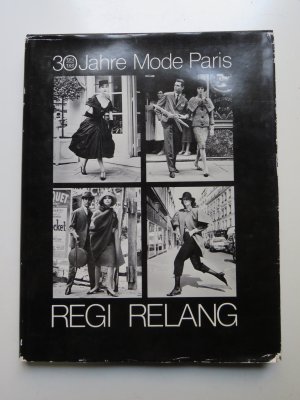 30 Jahre Mode Paris
REGI RELANG